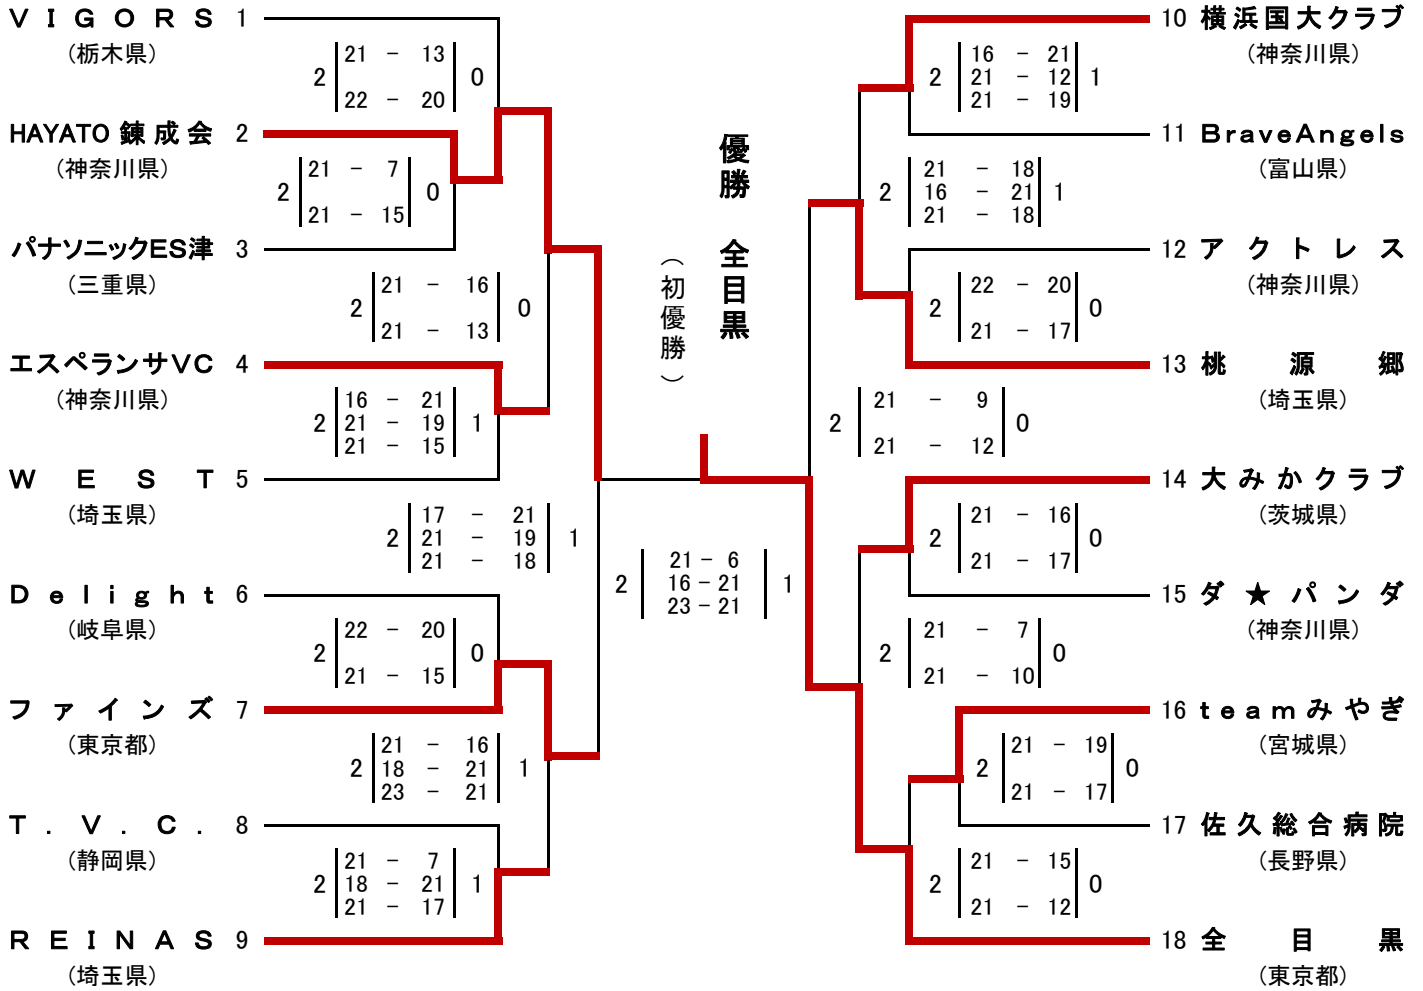 VIGORS 1
(栃木県)
2 21 - 13 0
22 - 20
HAYATO 錬成会 2
(神奈川県)
2 21 - 7 0
21 - 15
パナソニックES津 3
(三重県)
2 21 - 16 0
21 - 13
エスペランサVC 4
(神奈川県)
2 16 - 21 1
21 - 19
21 - 15
WEST 5
(埼玉県)
2 17 - 21 1
21 - 19
21 - 18
Delight 6
(岐阜県)
2 22 - 20 0
21 - 15
ファインズ 7
(東京都)
2 21 - 16 1
18 - 21
23 - 21
T.V.C. 8
(静岡県)
2 21 - 7 1
18 - 21
21 - 17
REINAS 9
(埼玉県)
優勝 全目黒
(初優勝)
2 21 - 6 1
16 - 21
23 - 21
10 横浜国大クラブ
(神奈川県)
2 16 - 21 1
21 - 12
21 - 19
11 BraveAngels
(富山県)
2 21 - 18 1
16 - 21
21 - 18
12 アクトレス
(神奈川県)
2 22 - 20 0
21 - 17
13 桃源郷
(埼玉県)
2 21 - 9 0
21 - 12
14 大みかクラブ
(茨城県)
2 21 - 16 0
21 - 17
15 ダ★パンダ
(神奈川県)
2 21 - 7 0
21 - 10
16 teamみやぎ
(宮城県)
2 21 - 19 0
21 - 17
17 佐久総合病院
(長野県)
2 21 - 15 0
21 - 12
18 全目黒
(東京都)